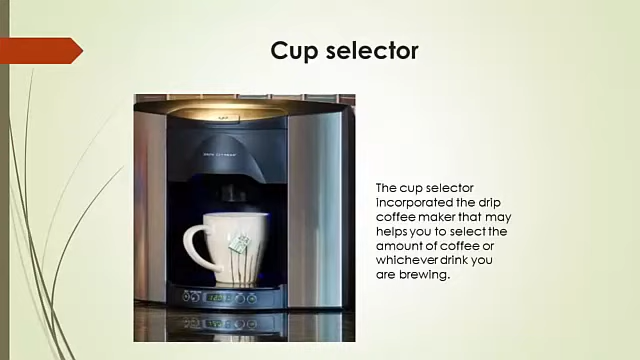 Cup selector
The cup selector
incorporated the drip
coffee maker that may
helps you to select the
amount of coffee or
whichever drink you
are brewing.